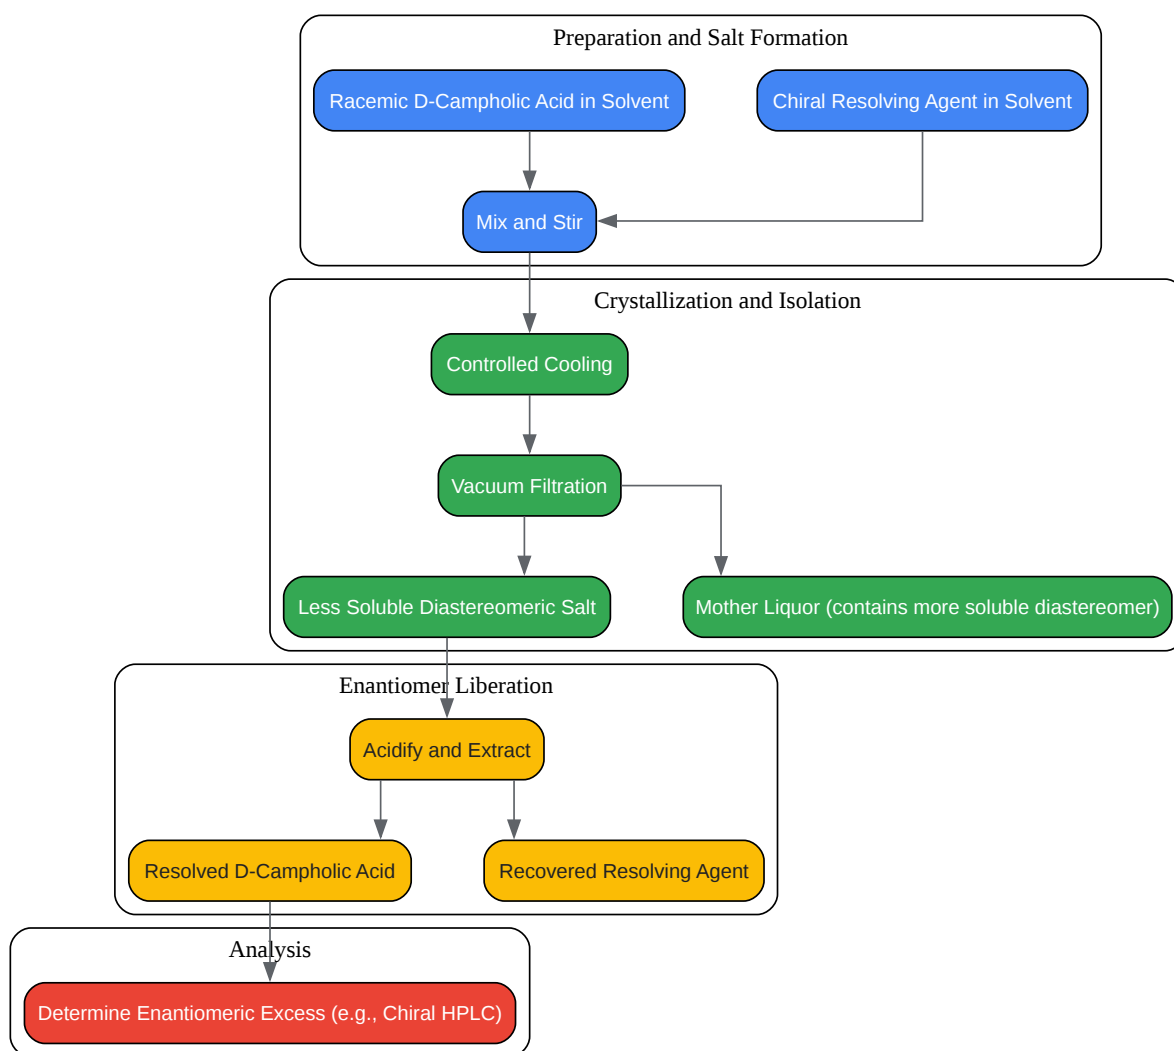 Preparation and Salt Formation
Racemic D-Campholic Acid in Solvent
Chiral Resolving Agent in Solvent
Mix and Stir
Crystallization and Isolation
Controlled Cooling
Vacuum Filtration
Less Soluble Diastereomeric Salt
Mother Liquor (contains more soluble diastereomer)
Enantiomer Liberation
Acidify and Extract
Resolved D-Campholic Acid
Recovered Resolving Agent
Analysis
Determine Enantiomeric Excess (e.g., Chiral HPLC)